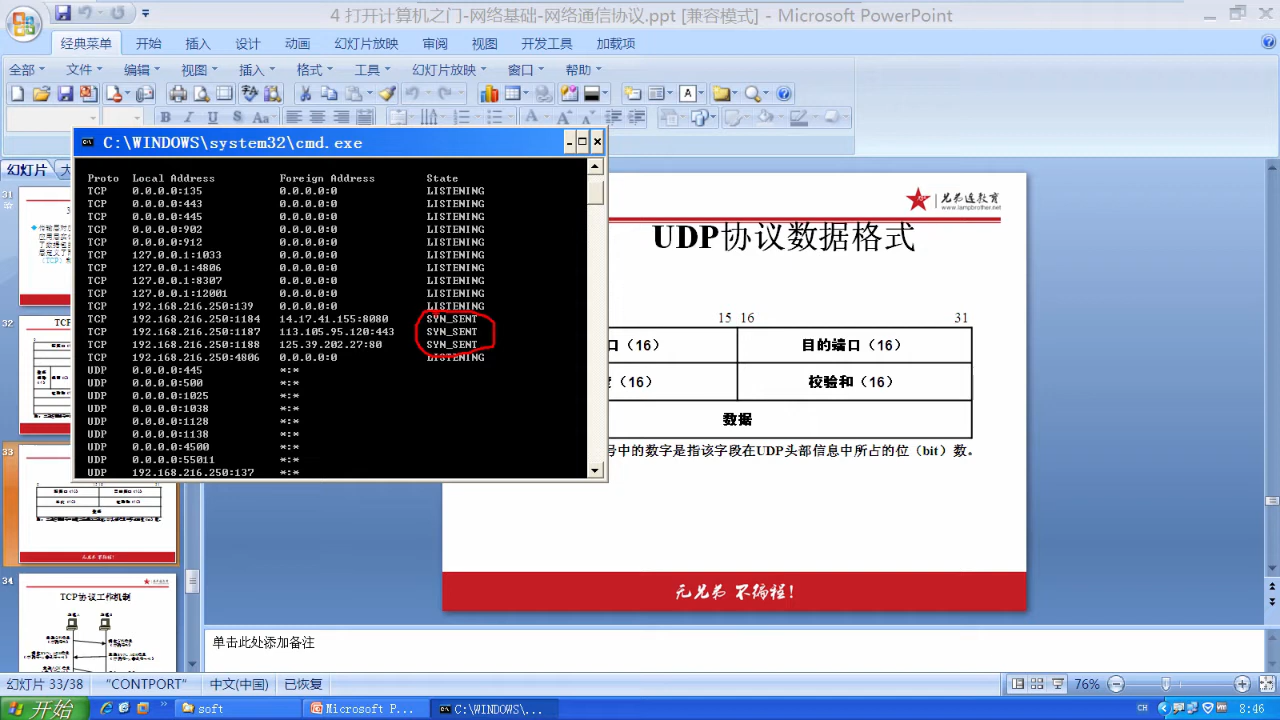 4 打开计算机之门-网络基础-网络通信协议.ppt [兼容模式] - Microsoft PowerPoint
经典菜单 开始 插入 设计 动画 幻灯片放映 审阅 视图 开发工具 加载项
全部 文件 编辑 视图 插入 格式 工具 幻灯片放映 窗口 帮助
C:\WINDOWS\system32\cmd.exe
幻灯片 大
Proto Local Address Foreign Address State
TCP 0.0.0.0:135 0.0.0.0:0 LISTENING
TCP 0.0.0.0:443 0.0.0.0:0 LISTENING
TCP 0.0.0.0:445 0.0.0.0:0 LISTENING
TCP 0.0.0.0:902 0.0.0.0:0 LISTENING
TCP 0.0.0.0:912 0.0.0.0:0 LISTENING
TCP 127.0.0.1:1033 0.0.0.0:0 LISTENING
TCP 127.0.0.1:4806 0.0.0.0:0 LISTENING
TCP 127.0.0.1:8307 0.0.0.0:0 LISTENING
TCP 127.0.0.1:12001 0.0.0.0:0 LISTENING
TCP 192.168.216.250:139 0.0.0.0:0 LISTENING
TCP 192.168.216.250:1184 14.17.41.155:8080 SYN_SENT
TCP 192.168.216.250:1187 113.105.95.120:443 SYN_SENT
TCP 192.168.216.250:1188 125.39.202.27:80 SYN_SENT
TCP 192.168.216.250:4806 0.0.0.0:0 LISTENING
UDP 0.0.0.0:445 *:*
UDP 0.0.0.0:500 *:*
UDP 0.0.0.0:1025 *:*
UDP 0.0.0.0:1038 *:*
UDP 0.0.0.0:1128 *:*
UDP 0.0.0.0:1138 *:*
UDP 0.0.0.0:4500 *:*
UDP 0.0.0.0:55011 *:*
UDP 192.168.216.250:137 *:*
兄弟连教育
www.lampbrother.net
UDP协议数据格式
15 16 31
口（16） 目的端口（16）
度（16） 校验和（16）
数据
号中的数字是指该字段在UDP头部信息中所占的位（bit）数。
无兄弟 不编程！
31
32
TCP
33
34
TCP协议工作机制
单击此处添加备注
幻灯片 33/38 "CONTPORT" 中文(中国) 已恢复 76%
开始 soft Microsoft P... C:\WINDOWS\... CH 8:46